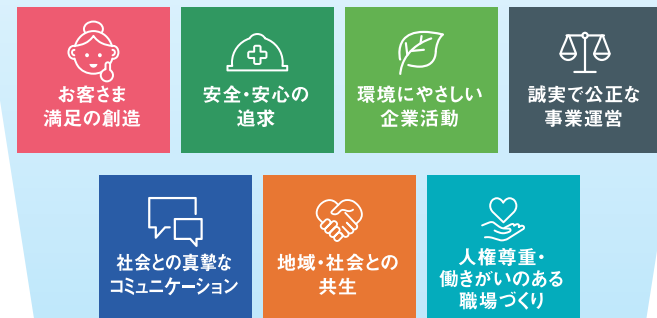 お客さま
満足の創造
安全・安心の
追求
環境にやさしい
企業活動
誠実で公正な
事業運営
社会との真摯な
コミュニケーション
地域・社会との
共生
人権尊重・
働きがいのある
職場づくり